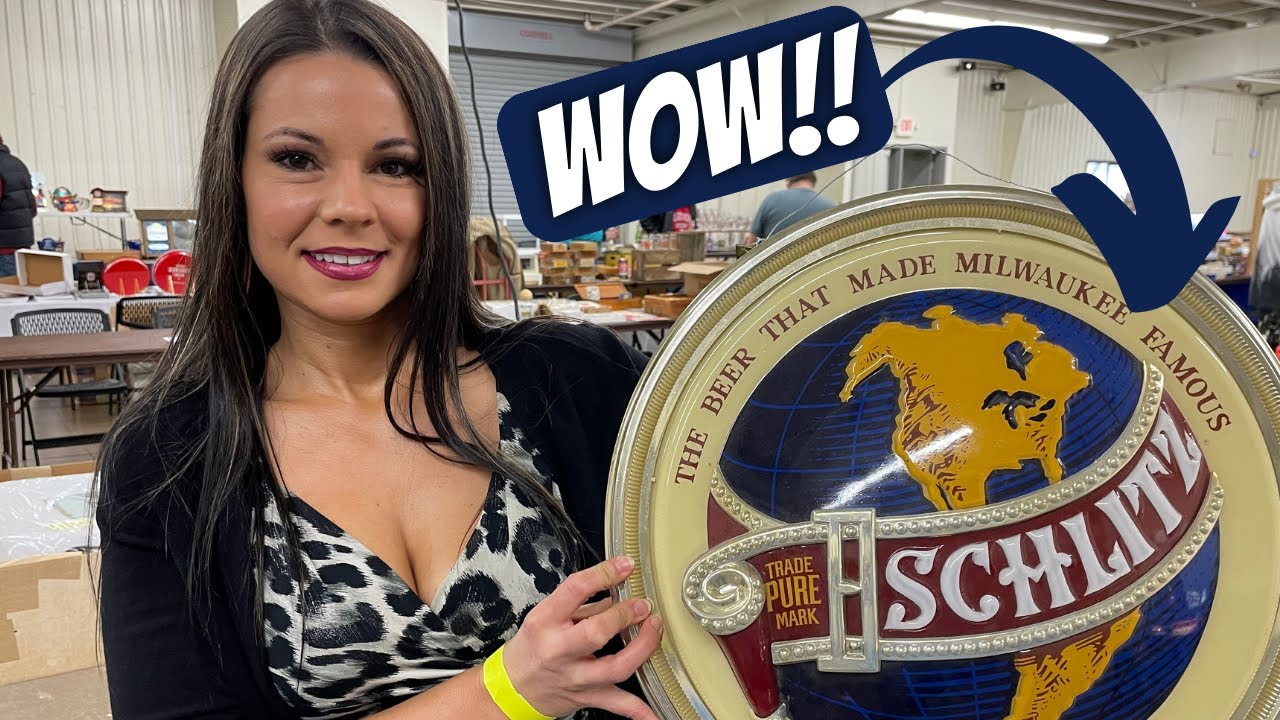 WOW!!
THE BEER THAT MADE MILWAUKEE FAMOUS
TRADE
PURE
MARK
SCHLITZ